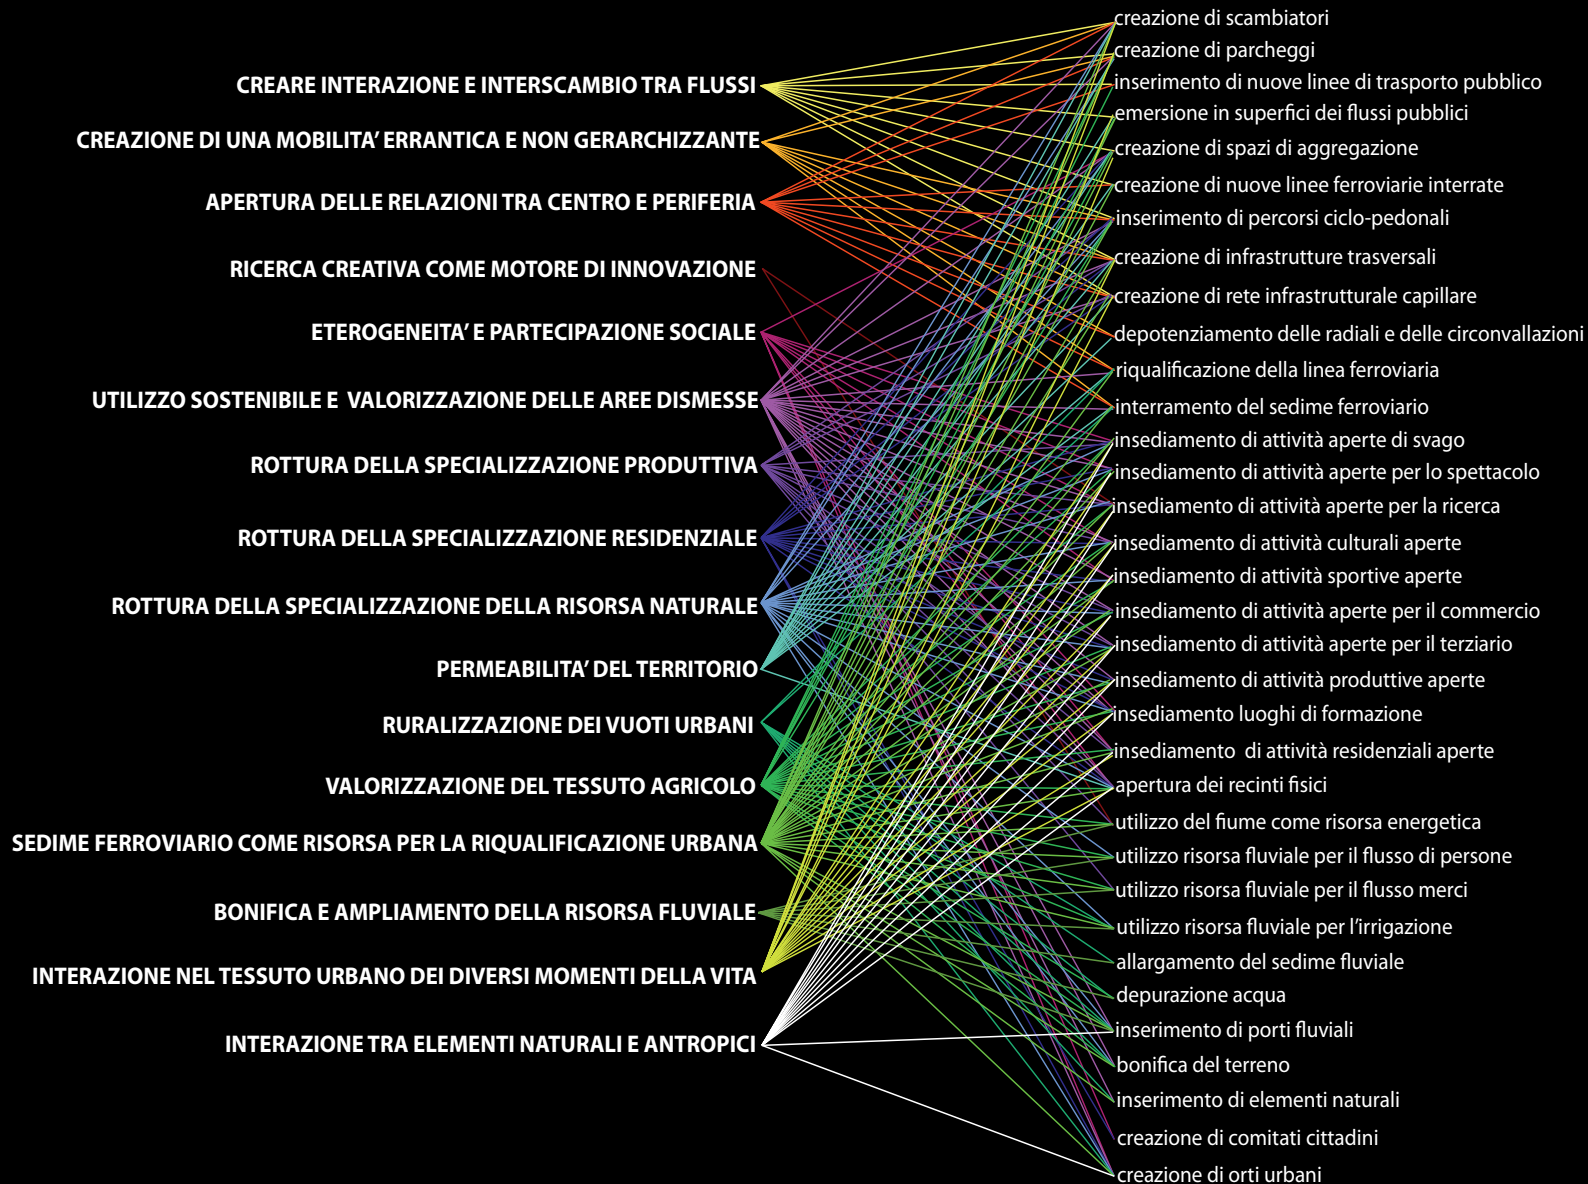 CREARE INTERAZIONE E INTERSCAMBIO TRA FLUSSI
CREAZIONE DI UNA MOBILITA' ERRANTICA E NON GERARCHIZZANTE
APERTURA DELLE RELAZIONI TRA CENTRO E PERIFERIA
RICERCA CREATIVA COME MOTORE DI INNOVAZIONE
ETEROGENEITA' E PARTECIPAZIONE SOCIALE
UTILIZZO SOSTENIBILE E VALORIZZAZIONE DELLE AREE DISMESSE
ROTTURA DELLA SPECIALIZZAZIONE PRODUTTIVA
ROTTURA DELLA SPECIALIZZAZIONE RESIDENZIALE
ROTTURA DELLA SPECIALIZZAZIONE DELLA RISORSA NATURALE
PERMEABILITA' DEL TERRITORIO
RURALIZZAZIONE DEI VUOTI URBANI
VALORIZZAZIONE DEL TESSUTO AGRICOLO
SEDIME FERROVIARIO COME RISORSA PER LA RIQUALIFICAZIONE URBANA
BONIFICA E AMPLIAMENTO DELLA RISORSA FLUVIALE
INTERAZIONE NEL TESSUTO URBANO DEI DIVERSI MOMENTI DELLA VITA
INTERAZIONE TRA ELEMENTI NATURALI E ANTROPICI
creazione di scambiatori
creazione di parcheggi
inserimento di nuove linee di trasporto pubblico
emersione in superfici dei flussi pubblici
creazione di spazi di aggregazione
creazione di nuove linee ferroviarie interrate
inserimento di percorsi ciclo-pedonali
creazione di infrastrutture trasversali
creazione di rete infrastrutturale capillare
depotenziamento delle radiali e delle circonvallazioni
riqualificazione della linea ferroviaria
interramento del sedime ferroviario
insediamento di attività aperte di svago
insediamento di attività aperte per lo spettacolo
insediamento di attività aperte per la ricerca
insediamento di attività culturali aperte
insediamento di attività sportive aperte
insediamento di attività aperte per il commercio
insediamento di attività aperte per il terziario
insediamento di attività produttive aperte
insediamento luoghi di formazione
insediamento di attività residenziali aperte
apertura dei recinti fisici
utilizzo del fiume come risorsa energetica
utilizzo risorsa fluviale per il flusso di persone
utilizzo risorsa fluviale per il flusso merci
utilizzo risorsa fluviale per l'irrigazione
allargamento del sedime fluviale
depurazione acqua
inserimento di porti fluviali
bonifica del terreno
inserimento di elementi naturali
creazione di comitati cittadini
creazione di orti urbani